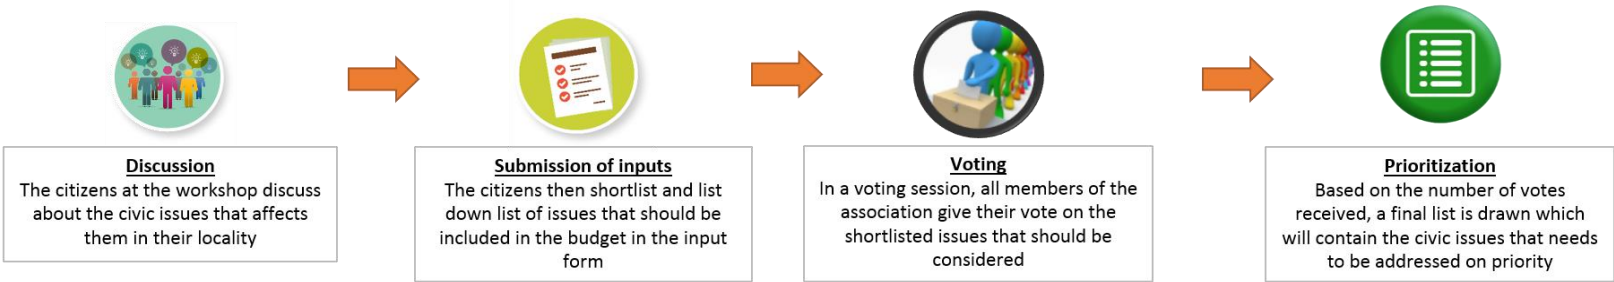 Discussion
The citizens at the workshop discuss
about the civic issues that affects
them in their locality
Submission of inputs
The citizens then shortlist and list
down list of issues that should be
included in the budget in the input
form
Voting
In a voting session, all members of the
association give their vote on the
shortlisted issues that should be
considered
Prioritization
Based on the number of votes
received, a final list is drawn which
will contain the civic issues that needs
to be addressed on priority